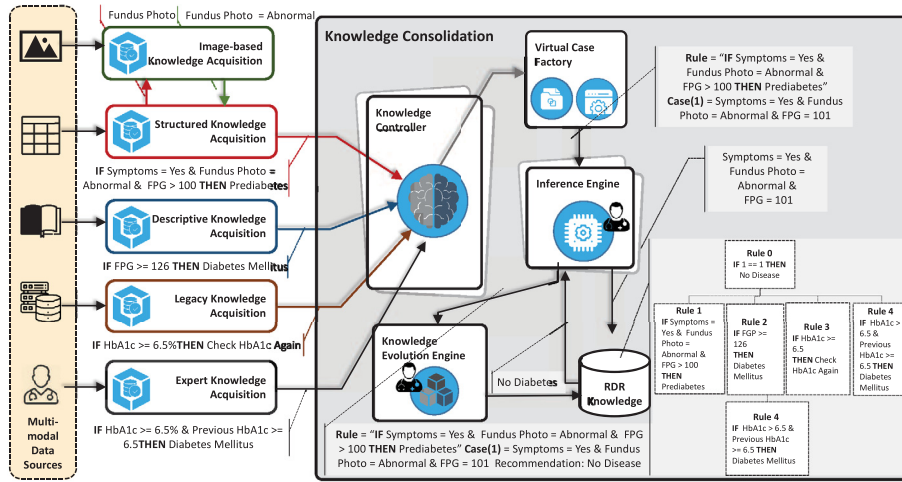 Fundus Photo
Fundus Photo = Abnormal
Image-based
Knowledge Acquisition
Structured Knowledge
Acquisition
IF Symptoms = Yes & Fundus Photo =
Abnormal & FPG > 100 THEN Prediabetes
Descriptive Knowledge
Acquisition
IF FPG >= 126 THEN Diabetes Mellitus
Legacy Knowledge
Acquisition
IF HbA1c >= 6.5%THEN Check HbA1c Again
Expert Knowledge
Acquisition
IF HbA1c >= 6.5% & Previous HbA1c >=
6.5THEN Diabetes Mellitus
Multi-
modal
Data
Sources
Knowledge Consolidation
Knowledge
Controller
Virtual Case
Factory
Rule = "IF Symptoms = Yes &
Fundus Photo = Abnormal &
FPG > 100 THEN Prediabetes"
Case(1) = Symptoms = Yes & Fundus
Photo = Abnormal & FPG = 101
Inference Engine
Symptoms = Yes &
Fundus Photo =
Abnormal &
FPG = 101
Knowledge
Evolution Engine
No Diabetes
RDR
Knowledge
Rule = "IF Symptoms = Yes & Fundus Photo = Abnormal & FPG
> 100 THEN Prediabetes" Case(1) = Symptoms = Yes & Fundus
Photo = Abnormal & FPG = 101 Recommendation: No Disease
Rule 0
IF 1 == 1 THEN
No Disease
Rule 1
IF Symptoms =
Yes & Fundus
Photo =
Abnormal &
FPG > 100
THEN
Prediabetes
Rule 2
IF FGP >=
126
THEN
Diabetes
Mellitus
Rule 3
IF HbA1c >=
6.5
THEN Check
HbA1c Again
Rule 4
IF HbA1c >
6.5 &
Previous
HbA1c >=
6.5 THEN
Diabetes
Mellitus
Rule 4
IF HbA1c > 6.5 &
Previous HbA1c
>= 6.5 THEN
Diabetes Mellitus